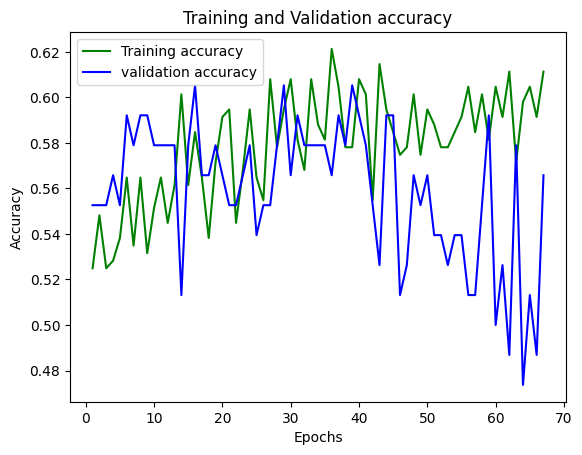 Training and Validation accuracy
Training accuracy
validation accuracy
0.62
0.60
0.58
0.56
0.54
0.52
0.50
0.48
Accuracy
0 10 20 30 40 50 60 70
Epochs